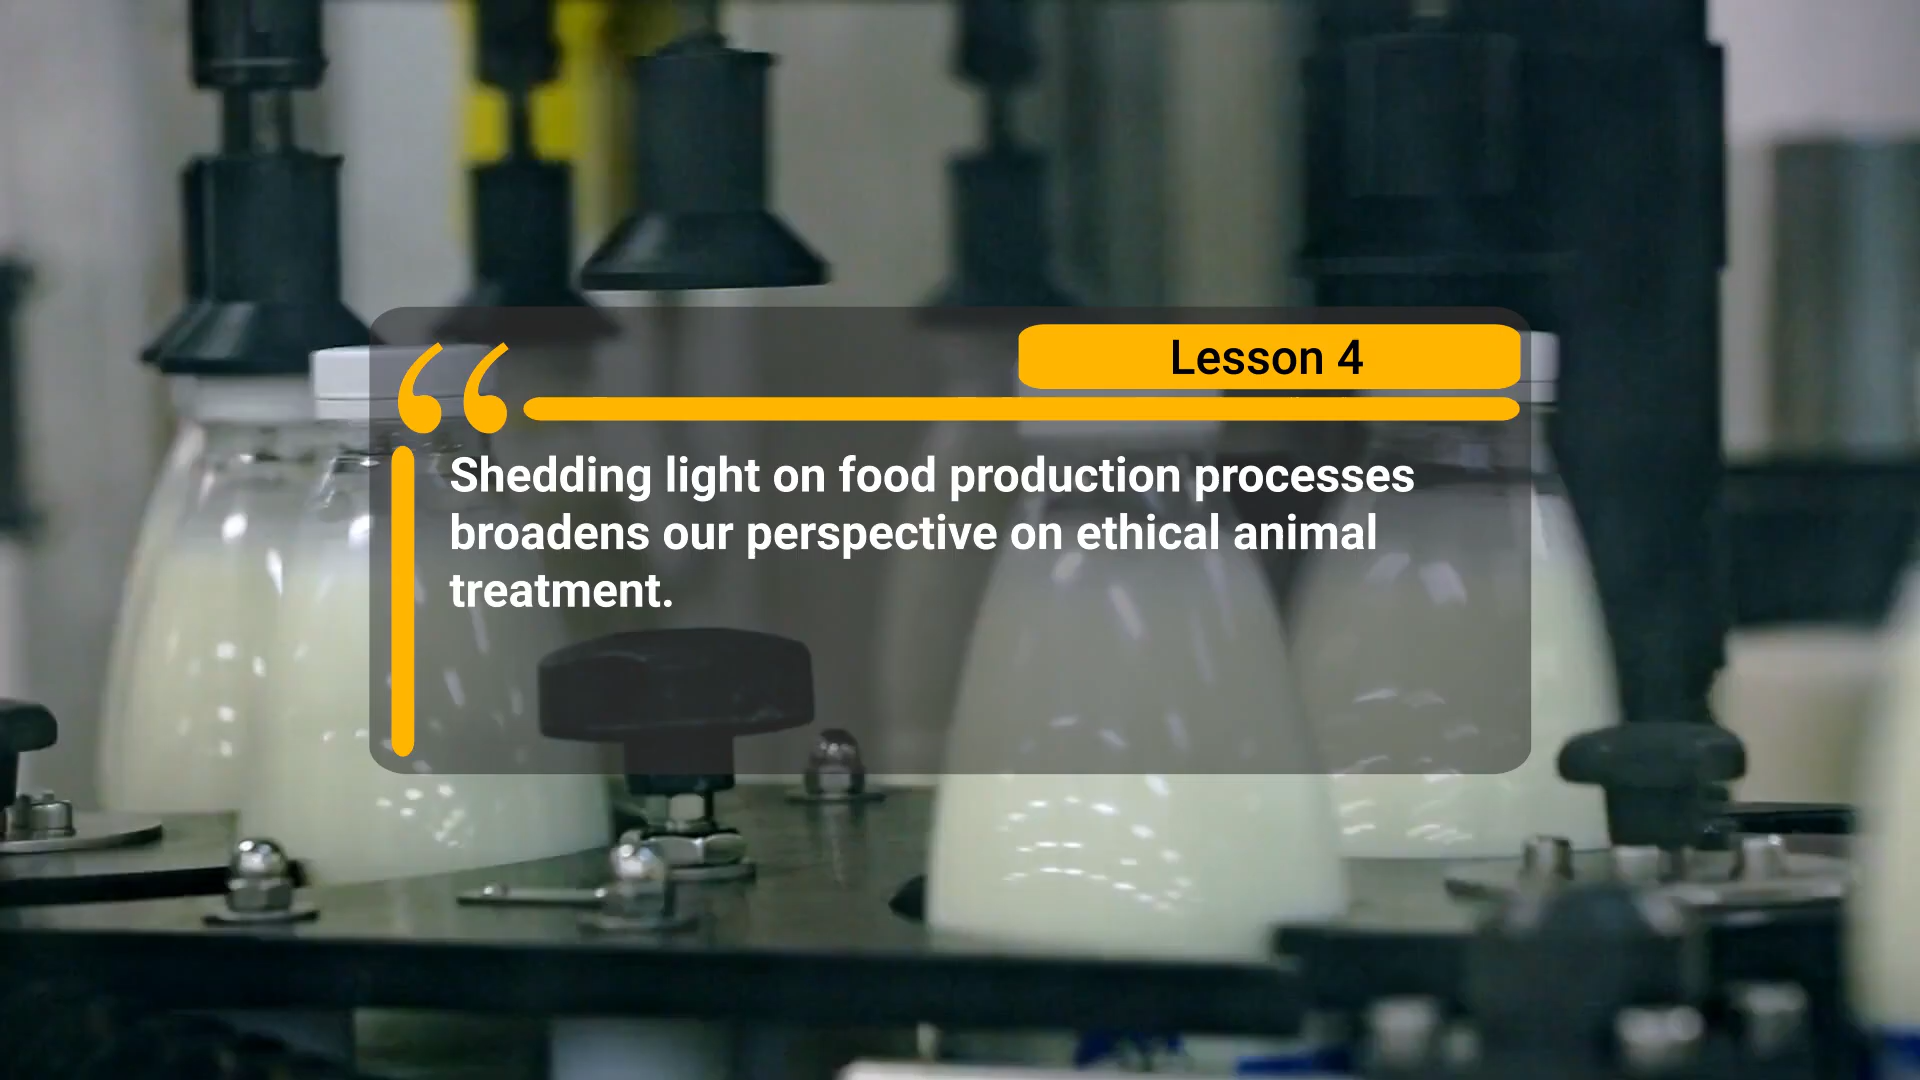 Lesson 4
Shedding light on food production processes
broadens our perspective on ethical animal
treatment.